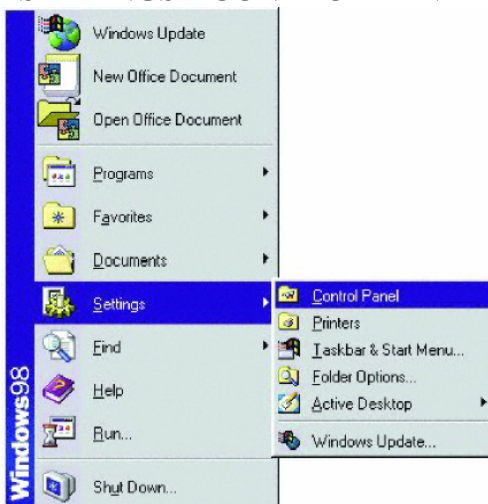 Windows Update
New Office Document
Open Office Document
Programs
Favorites
Documents
Settings
Find
Help
Run...
Shut Down...
Windows98
Control Panel
Printers
Taskbar & Start Menu...
Folder Options...
Active Desktop
Windows Update...